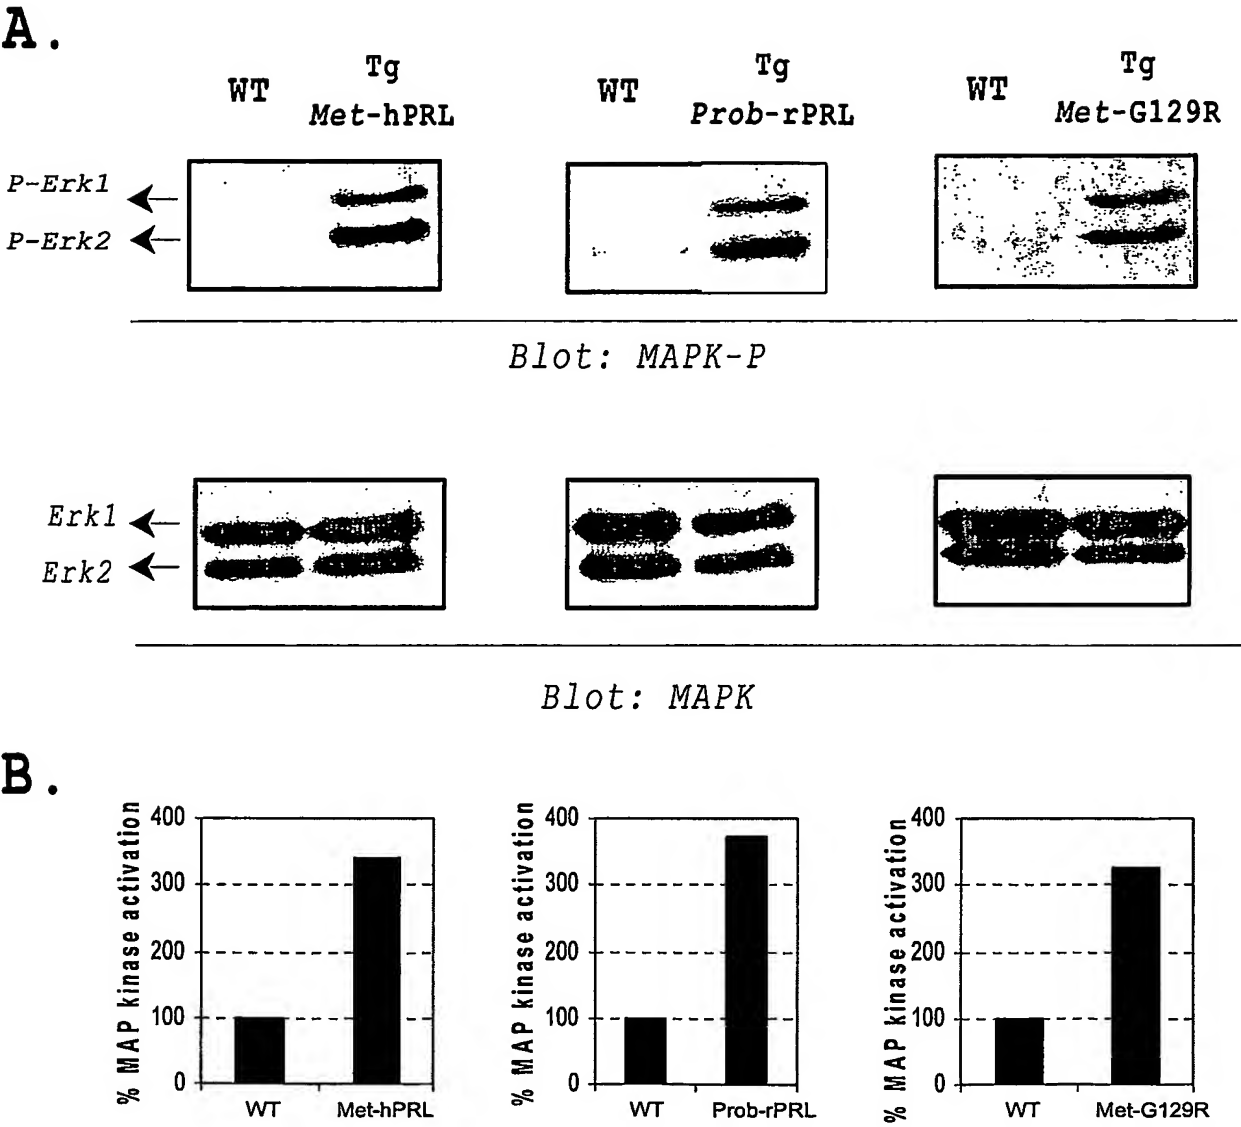 A.
WT
Tg
Met-hPRL
WT
Tg
Prob-rPRL
WT
Tg
Met-G129R
P-Erk1
P-Erk2
Blot: MAPK-P
Erk1
Erk2
Blot: MAPK
B.
% MAP kinase activation
400
300
200
100
0
WT
Met-hPRL
% MAP kinase activation
400
300
200
100
0
WT
Prob-rPRL
% MAP kinase activation
400
300
200
100
0
WT
Met-G129R